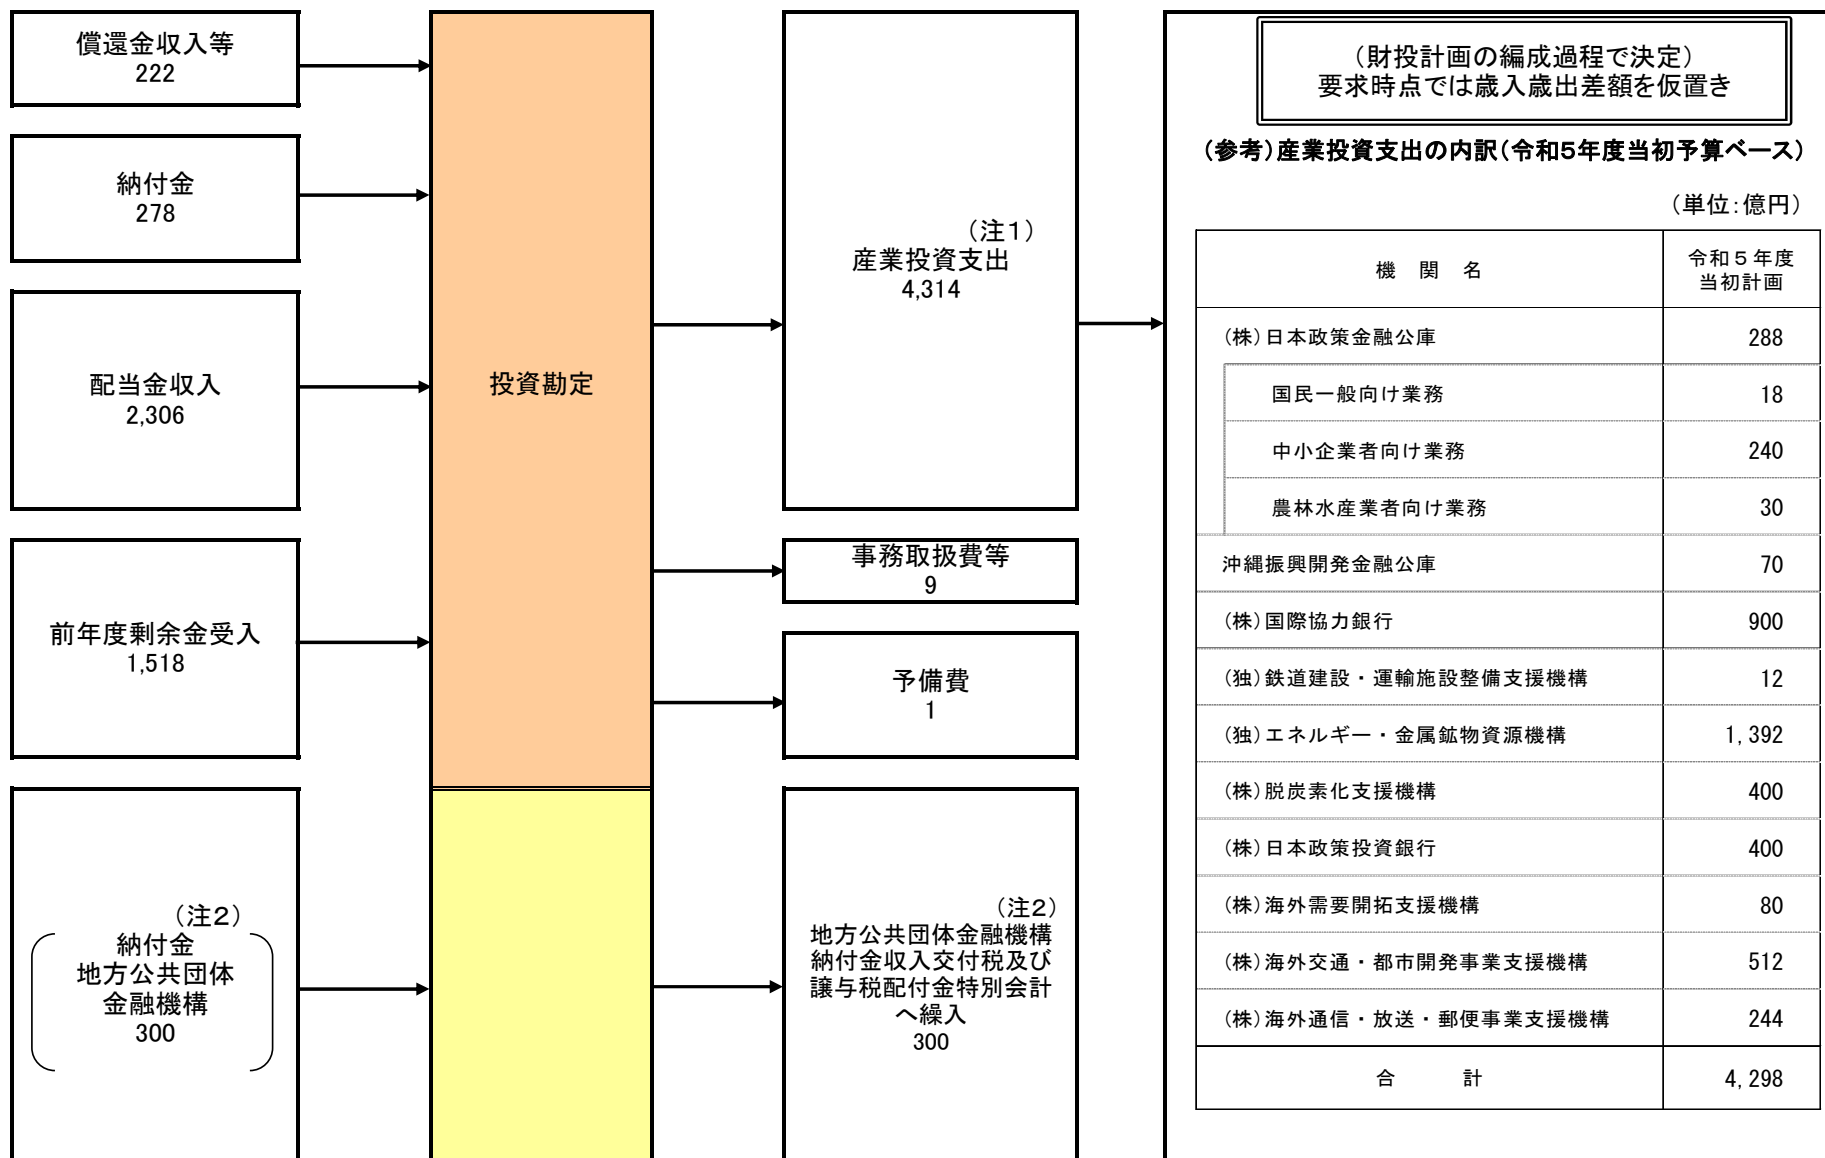 償還金収入等
222
納付金
278
配当金収入
2,306
前年度剰余金受入
1,518
(注2)
納付金
地方公共団体
金融機構
300
投資勘定
(注1)
産業投資支出
4,314
事務取扱費等
9
予備費
1
(注2)
地方公共団体金融機構
納付金収入交付税及び
譲与税配付金特別会計
へ繰入
300
(財投計画の編成過程で決定)
要求時点では歳入歳出差額を仮置き
(参考)産業投資支出の内訳(令和5年度当初予算ベース)
(単位:億円)
機 関 名 令和5年度
当初計画
(株)日本政策金融公庫 288
国民一般向け業務 18
中小企業者向け業務 240
農林水産業者向け業務 30
沖縄振興開発金融公庫 70
(株)国際協力銀行 900
(独)鉄道建設・運輸施設整備支援機構 12
(独)エネルギー・金属鉱物資源機構 1,392
(株)脱炭素化支援機構 400
(株)日本政策投資銀行 400
(株)海外需要開拓支援機構 80
(株)海外交通・都市開発事業支援機構 512
(株)海外通信・放送・郵便事業支援機構 244
合 計 4,298